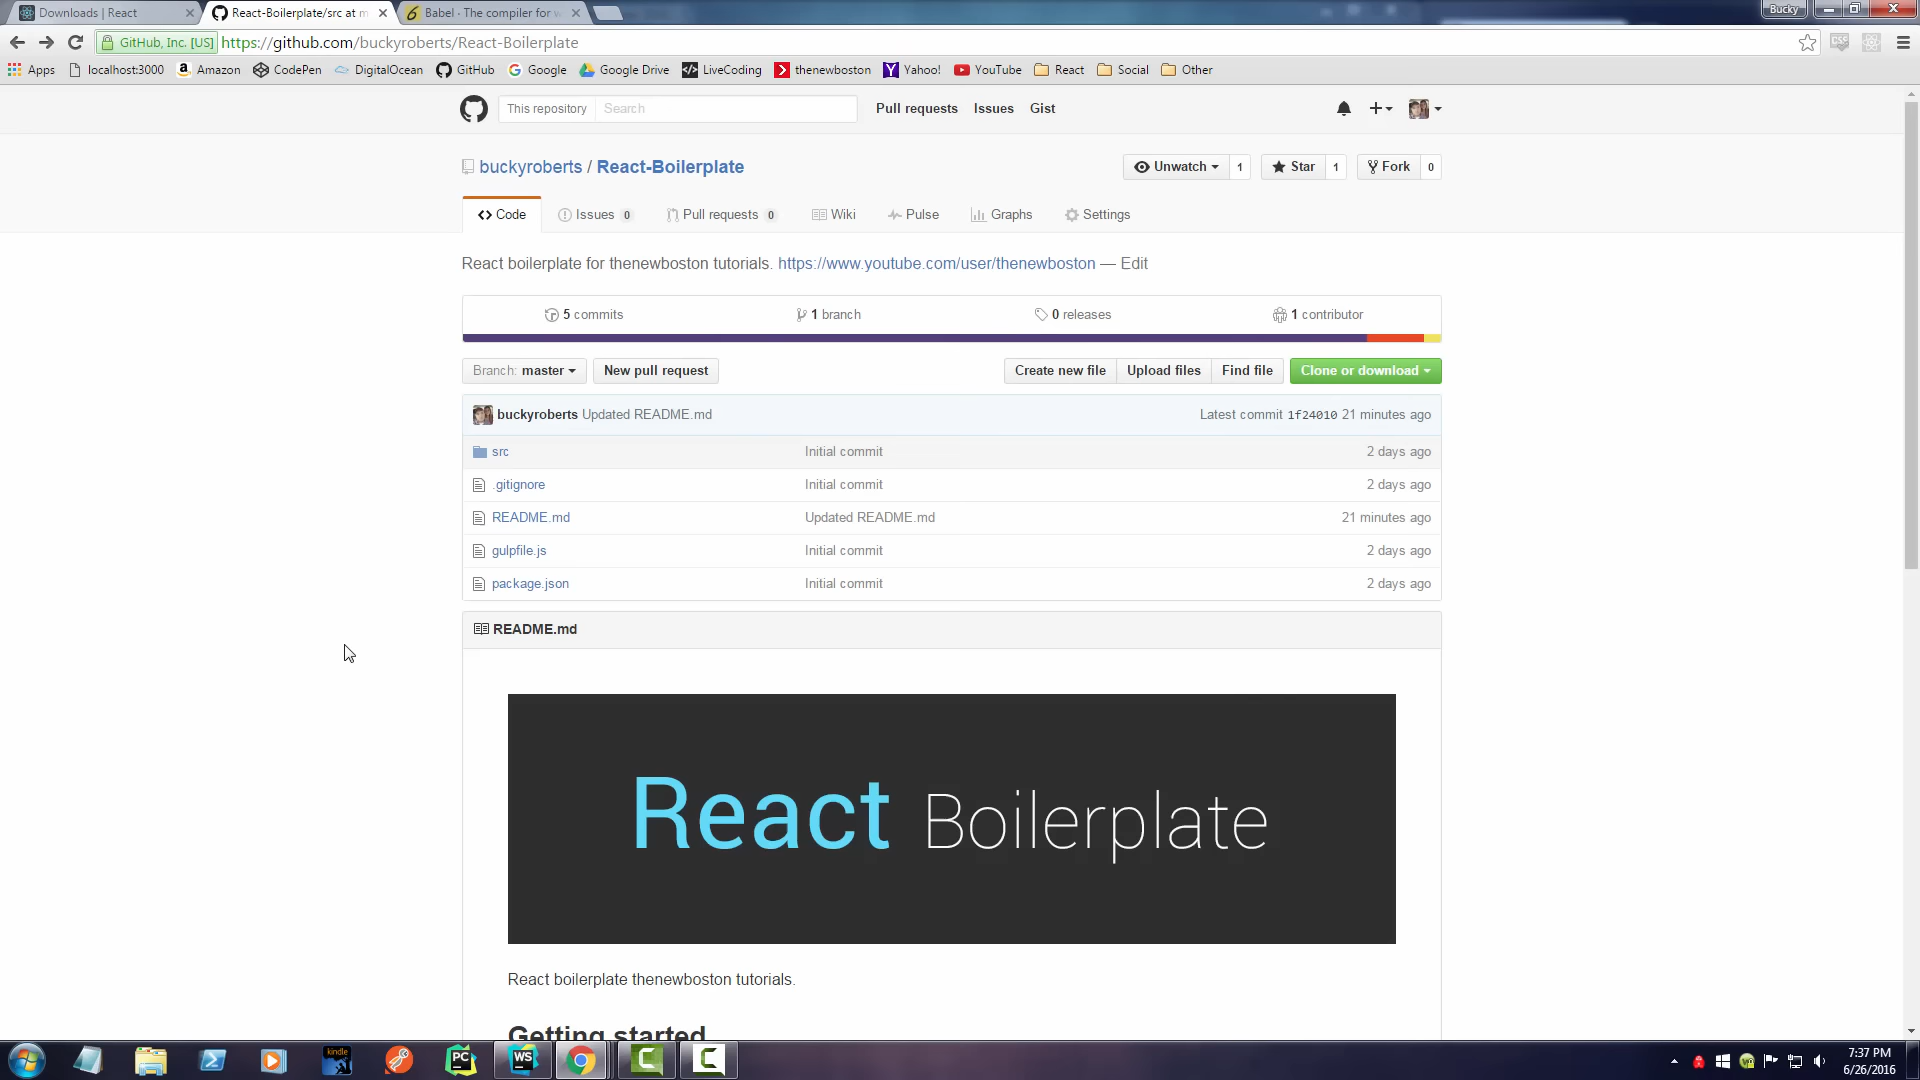 Downloads | React
React-Boilerplate/src at m
Babel · The compiler for w
Bucky
GitHub, Inc. [US]
https://github.com/buckyroberts/React-Boilerplate
Apps
localhost:3000
Amazon
CodePen
DigitalOcean
GitHub
Google
Google Drive
LiveCoding
thenewboston
Yahoo!
YouTube
React
Social
Other
This repository
Search
Pull requests
Issues
Gist
buckyroberts / React-Boilerplate
Unwatch
1
Star
1
Fork
0
Code
Issues 0
Pull requests 0
Wiki
Pulse
Graphs
Settings
React boilerplate for thenewboston tutorials. https://www.youtube.com/user/thenewboston — Edit
5 commits
1 branch
0 releases
1 contributor
Branch: master
New pull request
Create new file
Upload files
Find file
Clone or download
buckyroberts Updated README.md
Latest commit 1f24010 21 minutes ago
src
Initial commit
2 days ago
.gitignore
Initial commit
2 days ago
README.md
Updated README.md
21 minutes ago
gulpfile.js
Initial commit
2 days ago
package.json
Initial commit
2 days ago
README.md
React Boilerplate
React boilerplate thenewboston tutorials.
Getting started
kindle
PC
WS
7:37 PM
6/26/2016